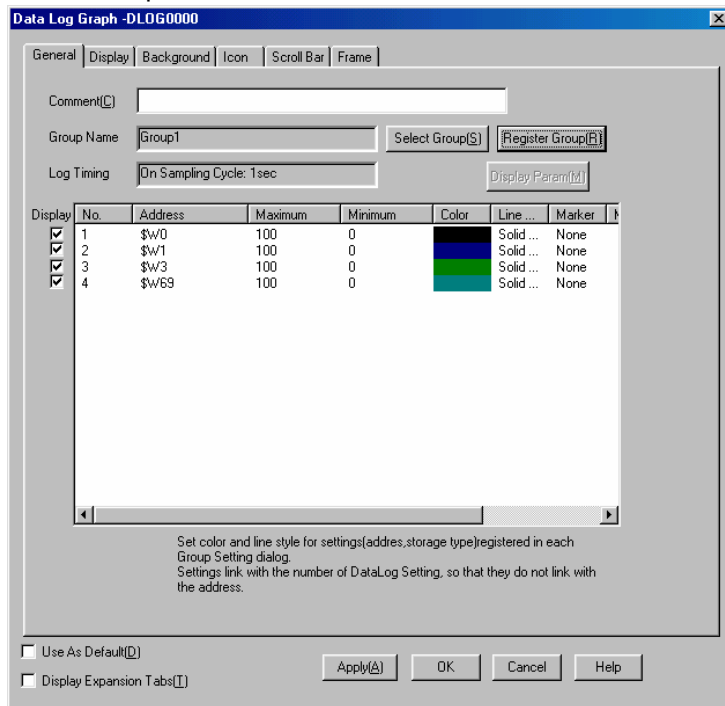 Data Log Graph -DLOG0000
General Display Background Icon Scroll Bar Frame
Comment(C)
Group Name Group1 Select Group(S) Register Group(R)
Log Timing On Sampling Cycle: 1sec Display Param(M)
Display No. Address Maximum Minimum Color Line ... Marker
1 $W0 100 0 Solid ... None
2 $W1 100 0 Solid ... None
3 $W3 100 0 Solid ... None
4 $W69 100 0 Solid ... None
Set color and line style for settings(addres,storage type)registered in each
Group Setting dialog.
Settings link with the number of DataLog Setting, so that they do not link with
the address.
Use As Default(D)
Apply(A) OK Cancel Help
Display Expansion Tabs(T)